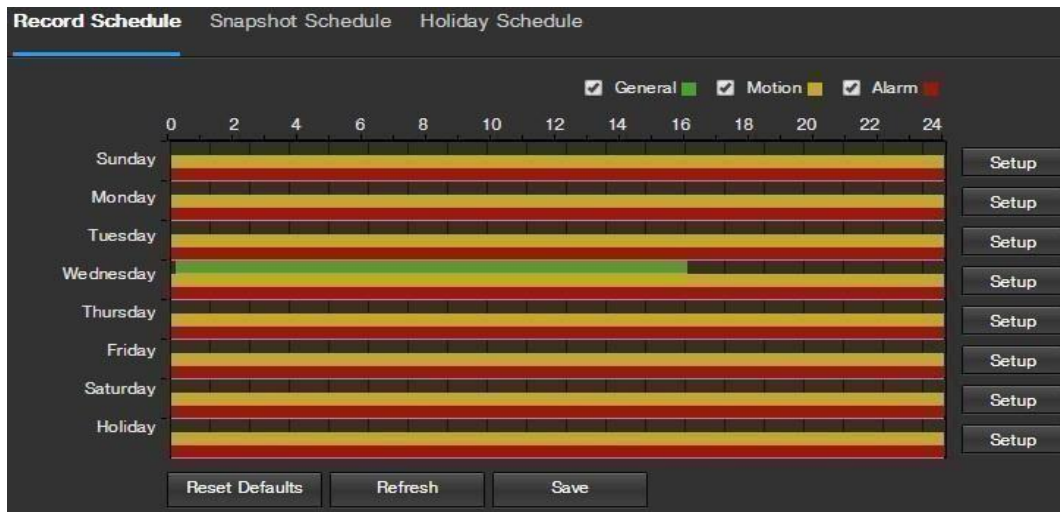 Record Schedule Snapshot Schedule Holiday Schedule
General Motion Alarm
0 2 4 6 8 10 12 14 16 18 20 22 24
Sunday Setup
Monday Setup
Tuesday Setup
Wednesday Setup
Thursday Setup
Friday Setup
Saturday Setup
Holiday Setup
Reset Defaults Refresh Save